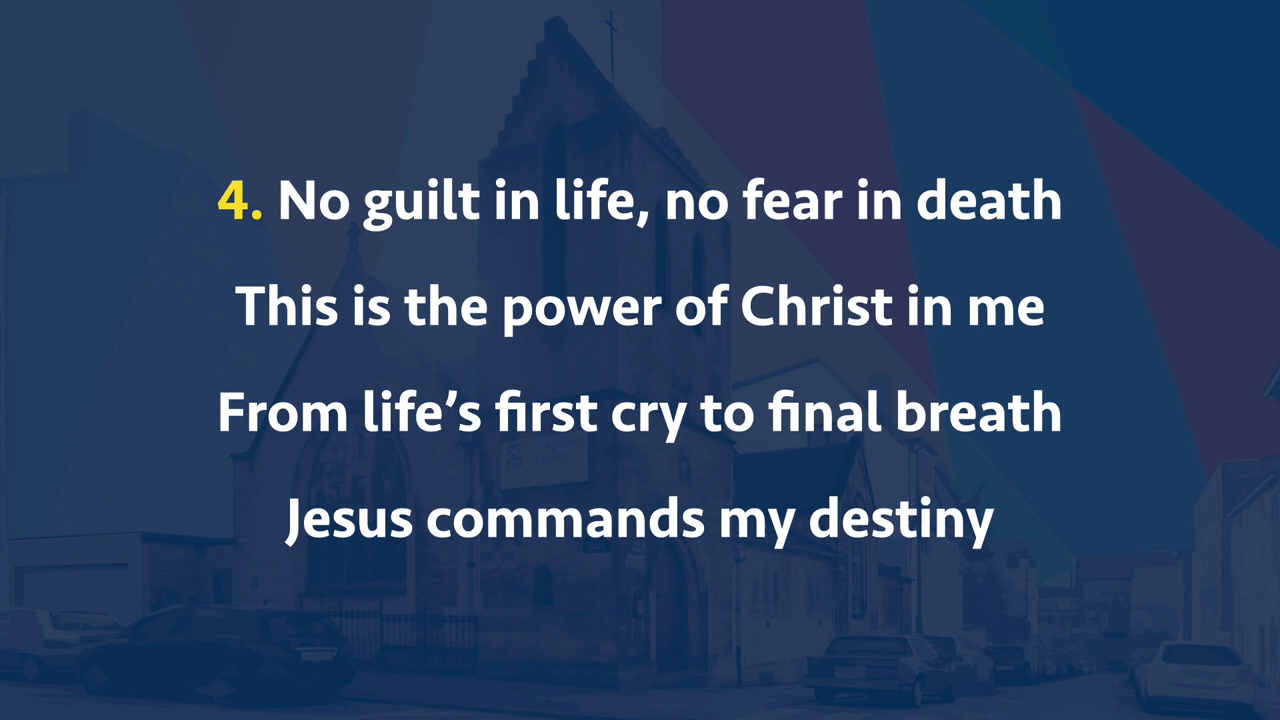 4. No guilt in life, no fear in death
This is the power of Christ in me
From life’s first cry to final breath
Jesus commands my destiny